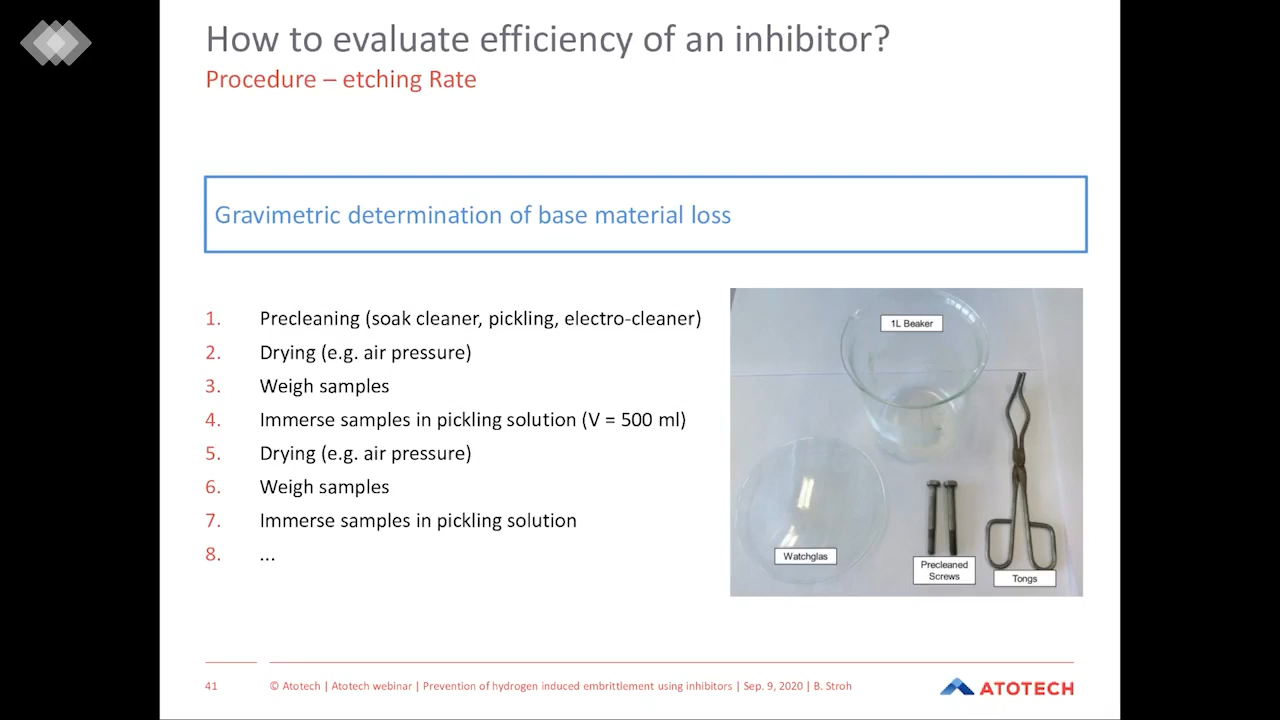 How to evaluate efficiency of an inhibitor?
Procedure – etching Rate
Gravimetric determination of base material loss
1. Precleaning (soak cleaner, pickling, electro-cleaner)
2. Drying (e.g. air pressure)
3. Weigh samples
4. Immerse samples in pickling solution (V = 500 ml)
5. Drying (e.g. air pressure)
6. Weigh samples
7. Immerse samples in pickling solution
8. ...
1L Beaker
Watchglas
Precleaned
Screws
Tongs
41 © Atotech | Atotech webinar | Prevention of hydrogen induced embrittlement using inhibitors | Sep. 9, 2020 | B. Stroh
ATOTECH